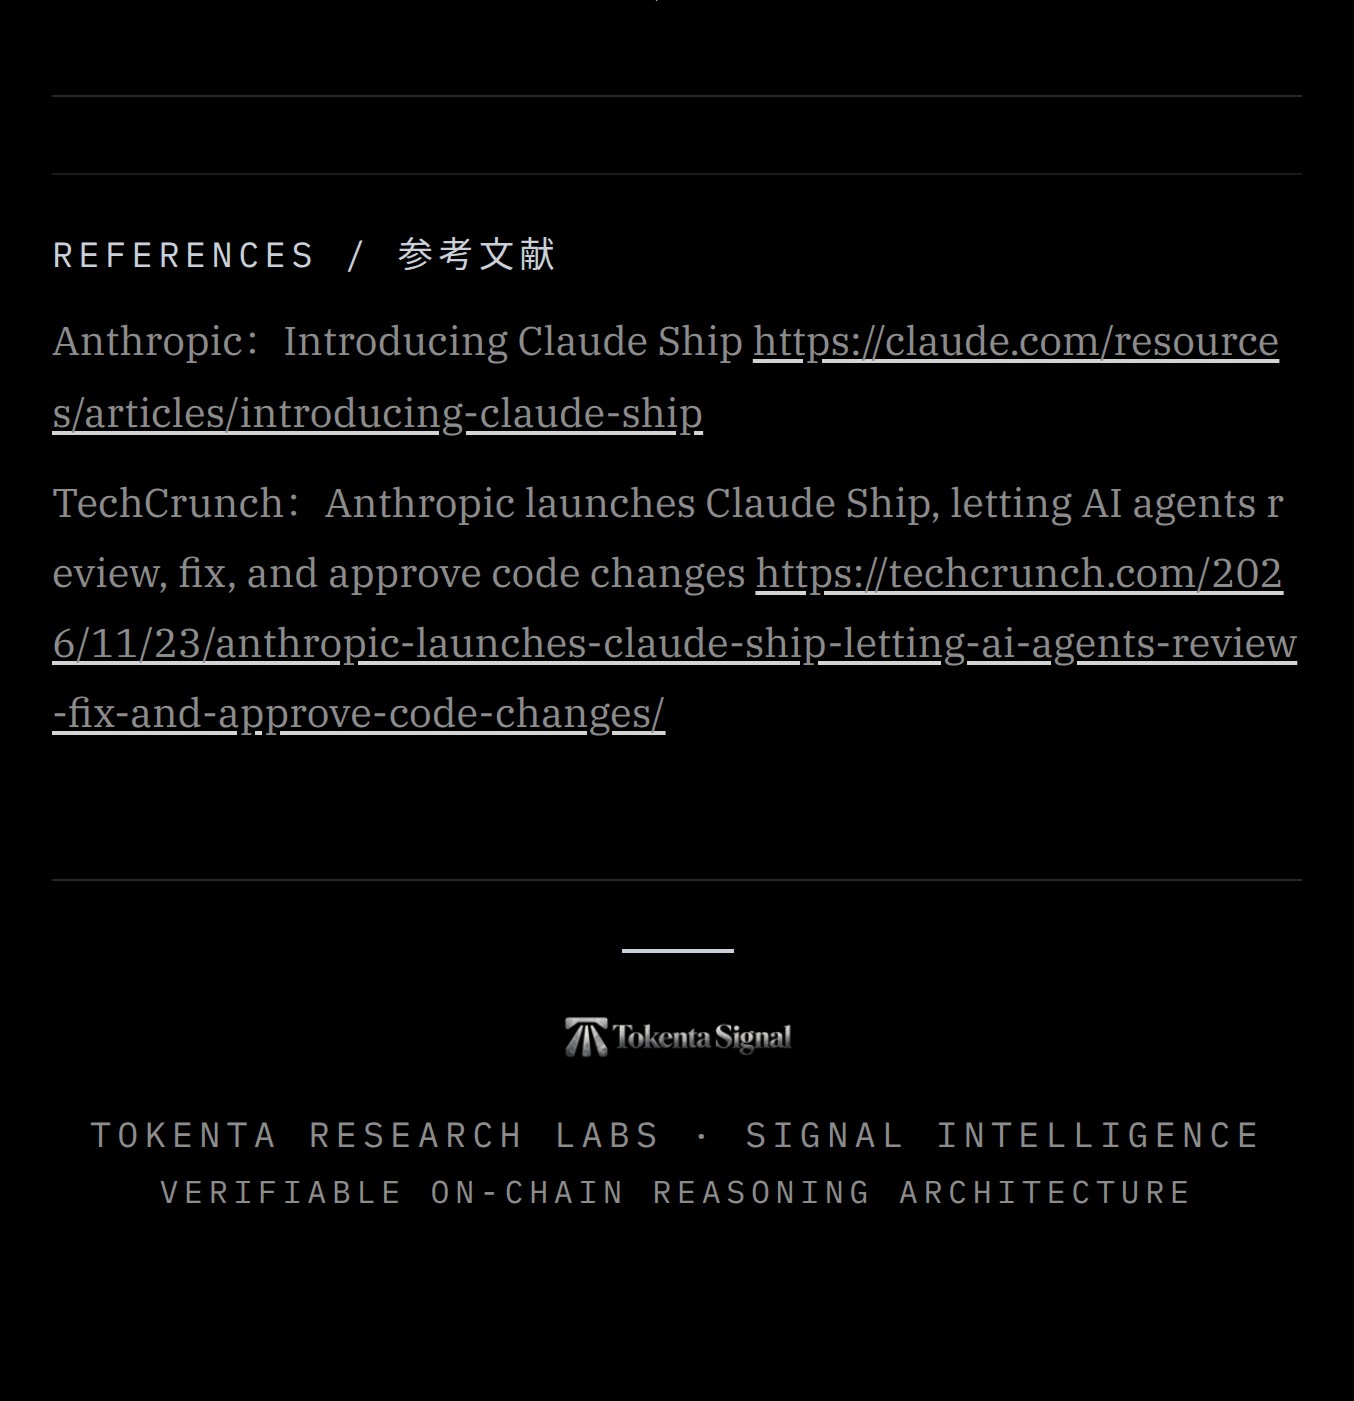 REFERENCES / 参考文献
Anthropic：Introducing Claude Ship https://claude.com/resource
s/articles/introducing-claude-ship
TechCrunch：Anthropic launches Claude Ship, letting AI agents r
eview, fix, and approve code changes https://techcrunch.com/202
6/11/23/anthropic-launches-claude-ship-letting-ai-agents-review
-fix-and-approve-code-changes/
Tokenta Signal
TOKENTA RESEARCH LABS · SIGNAL INTELLIGENCE
VERIFIABLE ON-CHAIN REASONING ARCHITECTURE